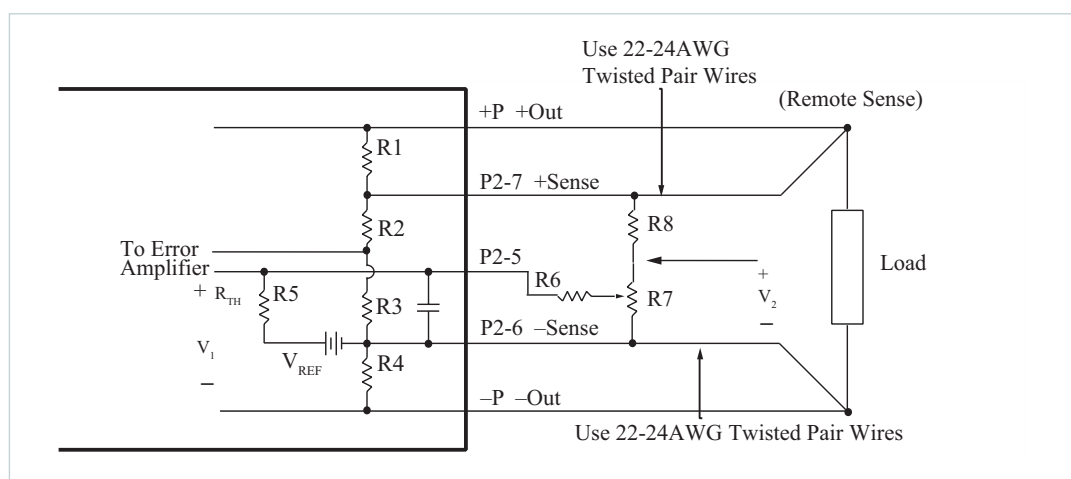 Use 22-24AWG
Twisted Pair Wires
(Remote Sense)
+P +Out
R1
P2-7 +Sense
R2
R8
To Error
Amplifier
P2-5
+
R_TH
R5
R6
R7
+
V_2
–
Load
R3
P2-6 –Sense
V_1
V_REF
R4
–
–P –Out
Use 22-24AWG Twisted Pair Wires